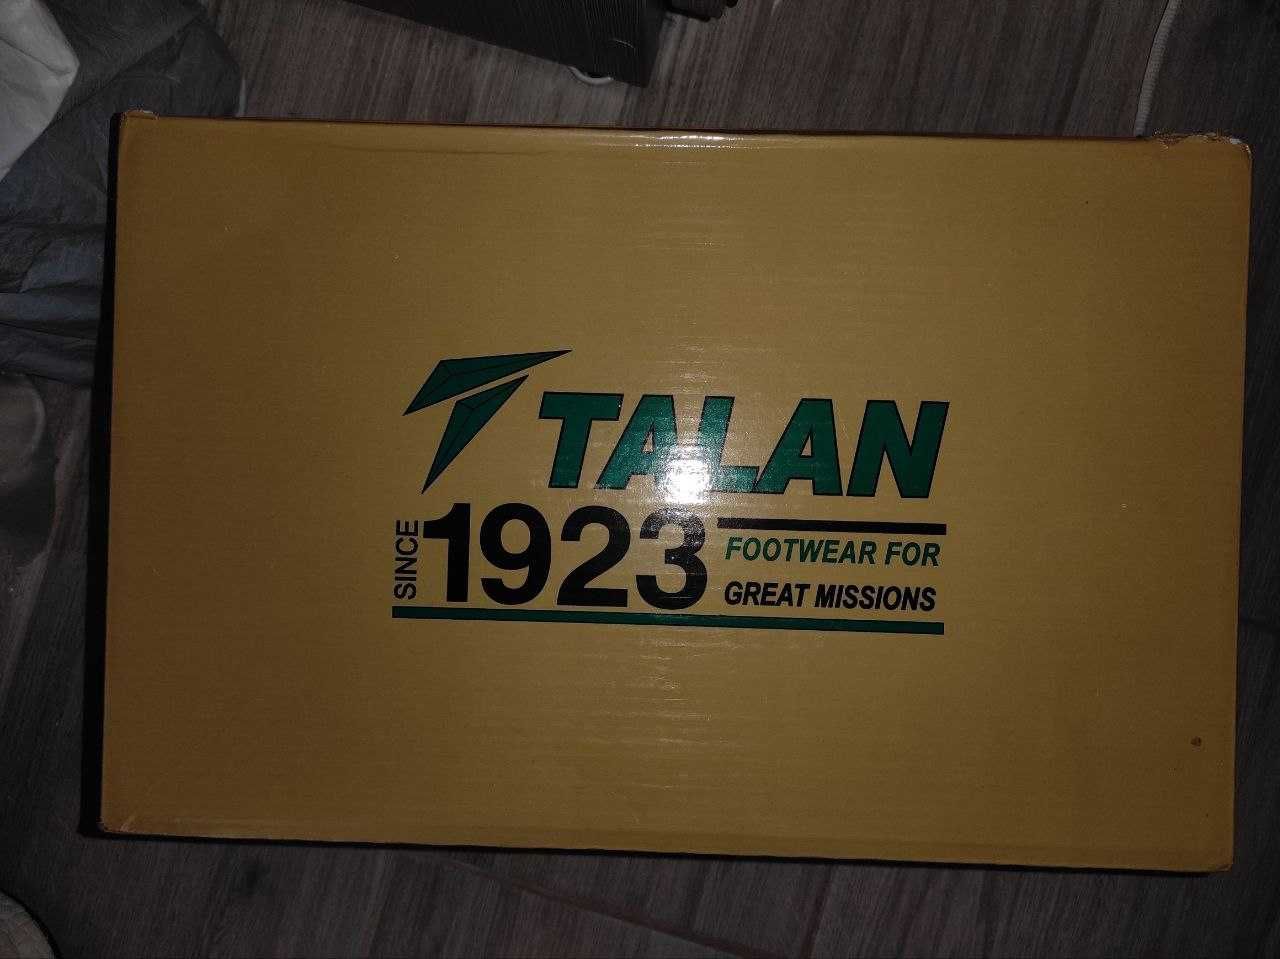 TALAN
SINCE 1923
FOOTWEAR FOR
GREAT MISSIONS